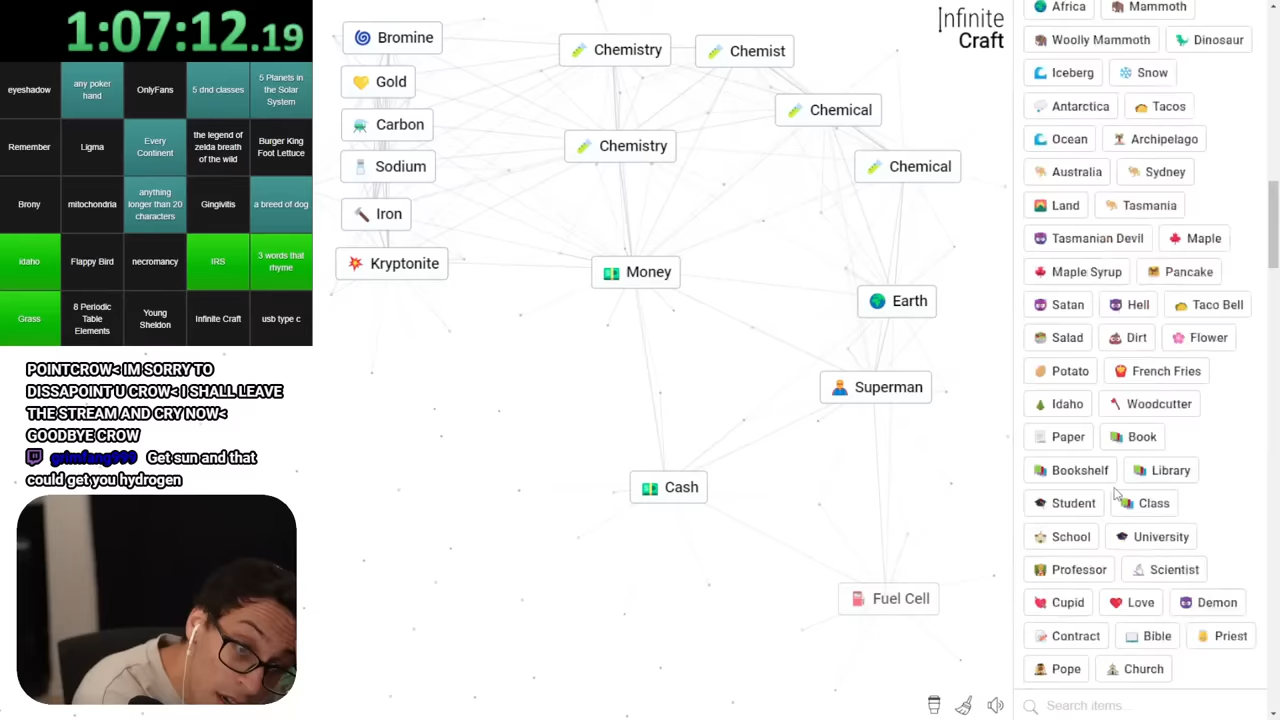 1:07:12.19
eyeshadow
any poker
hand
OnlyFans
5 dnd classes
5 Planets in
the Solar
System
Remember
Ligma
Every
Continent
the legend of
zelda breath
of the wild
Burger King
Foot Lettuce
Brony
mitochondria
anything
longer than 20
characters
Gingivitis
a breed of dog
idaho
Flappy Bird
necromancy
IRS
3 words that
rhyme
Grass
8 Periodic
Table
Elements
Young
Sheldon
Infinite Craft
usb type c
POINTCROW< IM SORRY TO
DISSAPOINT U CROW< I SHALL LEAVE
THE STREAM AND CRY NOW<
GOODBYE CROW
grimfang999 Get sun and that
could get you hydrogen
Infinite
Craft
Bromine
Gold
Carbon
Sodium
Iron
Kryptonite
Chemistry
Chemist
Chemical
Chemistry
Chemical
Money
Earth
Superman
Cash
Fuel Cell
Africa Mammoth
Woolly Mammoth Dinosaur
Iceberg Snow
Antarctica Tacos
Ocean Archipelago
Australia Sydney
Land Tasmania
Tasmanian Devil Maple
Maple Syrup Pancake
Satan Hell Taco Bell
Salad Dirt Flower
Potato French Fries
Idaho Woodcutter
Paper Book
Bookshelf Library
Student Class
School University
Professor Scientist
Cupid Love Demon
Contract Bible Priest
Pope Church
Search items...